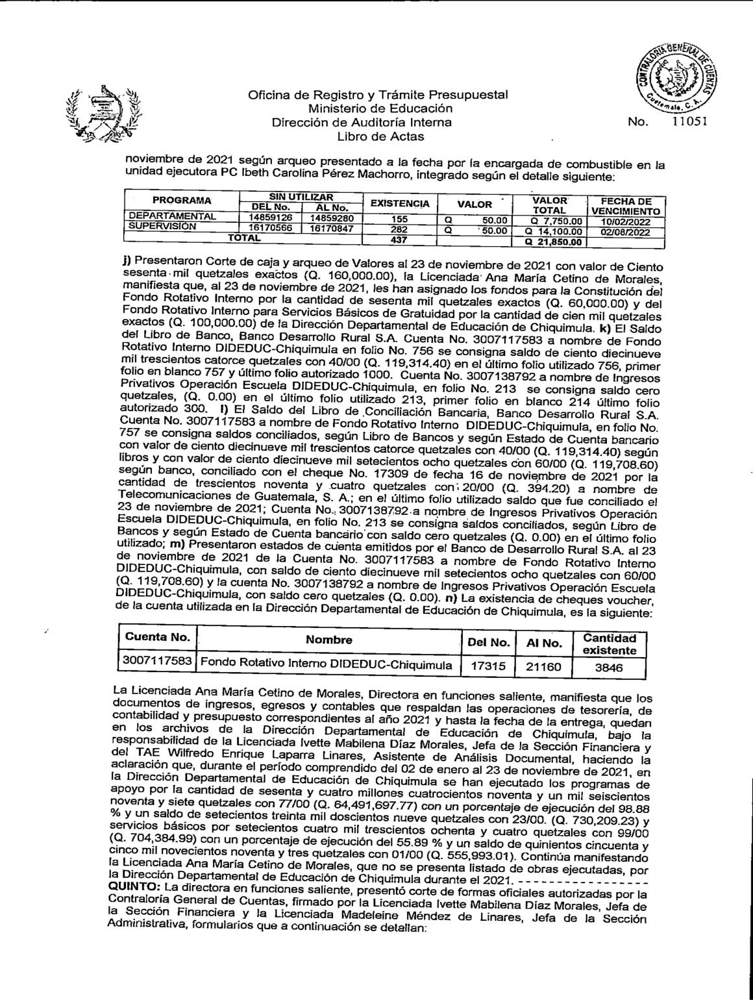 CONTRALORÍA GENERAL DE CUENTAS
Guatemala, C. A.
Oficina de Registro y Trámite Presupuestal
Ministerio de Educación
Dirección de Auditoría Interna
Libro de Actas
No. 11051
noviembre de 2021 según arqueo presentado a la fecha por la encargada de combustible en la
unidad ejecutora PC Ibeth Carolina Pérez Machorro, integrado según el detalle siguiente:
PROGRAMA SIN UTILIZAR EXISTENCIA VALOR VALOR TOTAL FECHA DE VENCIMIENTO
DEL No. AL No.
DEPARTAMENTAL 14859126 14859280 155 Q 50.00 Q 7,750.00 10/02/2022
SUPERVISIÓN 16170566 16170847 282 Q 50.00 Q 14,100.00 02/08/2022
TOTAL 437 Q 21,850.00
j) Presentaron Corte de caja y arqueo de Valores al 23 de noviembre de 2021 con valor de Ciento
sesenta mil quetzales exactos (Q. 160,000.00), la Licenciada Ana María Cetino de Morales,
manifiesta que, al 23 de noviembre de 2021, les han asignado los fondos para la Constitución del
Fondo Rotativo Interno por la cantidad de sesenta mil quetzales exactos (Q. 60,000.00) y del
Fondo Rotativo Interno para Servicios Básicos de Gratuidad por la cantidad de cien mil quetzales
exactos (Q. 100,000.00) de la Dirección Departamental de Educación de Chiquimula. k) El Saldo
del Libro de Banco, Banco Desarrollo Rural S.A. Cuenta No. 3007117583 a nombre de Fondo
Rotativo Interno DIDEDUC-Chiquimula en folio No. 756 se consigna saldo de ciento diecinueve
mil trescientos catorce quetzales con 40/00 (Q. 119,314.40) en el último folio utilizado 756, primer
folio en blanco 757 y último folio autorizado 1000. Cuenta No. 3007138792 a nombre de Ingresos
Privativos Operación Escuela DIDEDUC-Chiquimula, en folio No. 213 se consigna saldo cero
quetzales, (Q. 0.00) en el último folio utilizado 213, primer folio en blanco 214 último folio
autorizado 300. l) El Saldo del Libro de Conciliación Bancaria, Banco Desarrollo Rural S.A.
Cuenta No. 3007117583 a nombre de Fondo Rotativo Interno DIDEDUC-Chiquimula, en folio No.
757 se consigna saldos conciliados, según Libro de Bancos y según Estado de Cuenta bancario
con valor de ciento diecinueve mil trescientos catorce quetzales con 40/00 (Q. 119,314.40) según
libros y con valor de ciento diecinueve mil setecientos ocho quetzales con 60/00 (Q. 119,708.60)
según banco, conciliado con el cheque No. 17309 de fecha 16 de noviembre de 2021 por la
cantidad de trescientos noventa y cuatro quetzales con 20/00 (Q. 394.20) a nombre de
Telecomunicaciones de Guatemala, S. A.; en el último folio utilizado saldo que fue conciliado el
23 de noviembre de 2021; Cuenta No. 3007138792 a nombre de Ingresos Privativos Operación
Escuela DIDEDUC-Chiquimula, en folio No. 213 se consigna saldos conciliados, según Libro de
Bancos y según Estado de Cuenta bancario con saldo cero quetzales (Q. 0.00) en el último folio
utilizado; m) Presentaron estados de cuenta emitidos por el Banco de Desarrollo Rural S.A. al 23
de noviembre de 2021 de la Cuenta No. 3007117583 a nombre de Fondo Rotativo Interno
DIDEDUC-Chiquimula, con saldo de ciento diecinueve mil setecientos ocho quetzales con 60/00
(Q. 119,708.60) y la cuenta No. 3007138792 a nombre de Ingresos Privativos Operación Escuela
DIDEDUC-Chiquimula, con saldo cero quetzales (Q. 0.00). n) La existencia de cheques voucher,
de la cuenta utilizada en la Dirección Departamental de Educación de Chiquimula, es la siguiente:
Cuenta No. Nombre Del No. Al No. Cantidad existente
3007117583 Fondo Rotativo Interno DIDEDUC-Chiquimula 17315 21160 3846
La Licenciada Ana María Cetino de Morales, Directora en funciones saliente, manifiesta que los
documentos de ingresos, egresos y contables que respaldan las operaciones de tesorería, de
contabilidad y presupuesto correspondientes al año 2021 y hasta la fecha de la entrega, quedan
en los archivos de la Dirección Departamental de Educación de Chiquimula, bajo la
responsabilidad de la Licenciada Ivette Mabilena Díaz Morales, Jefa de la Sección Financiera y
del TAE Wilfredo Enrique Laparra Linares, Asistente de Análisis Documental, haciendo la
aclaración que, durante el período comprendido del 02 de enero al 23 de noviembre de 2021, en
la Dirección Departamental de Educación de Chiquimula se han ejecutado los programas de
apoyo por la cantidad de sesenta y cuatro millones cuatrocientos noventa y un mil seiscientos
noventa y siete quetzales con 77/00 (Q. 64,491,697.77) con un porcentaje de ejecución del 98.88
% y un saldo de setecientos treinta mil doscientos nueve quetzales con 23/00. (Q. 730,209.23) y
servicios básicos por setecientos cuatro mil trescientos ochenta y cuatro quetzales con 99/00
(Q. 704,384.99) con un porcentaje de ejecución del 55.89 % y un saldo de quinientos cincuenta y
cinco mil novecientos noventa y tres quetzales con 01/00 (Q. 555,993.01). Continúa manifestando
la Licenciada Ana María Cetino de Morales, que no se presenta listado de obras ejecutadas, por
la Dirección Departamental de Educación de Chiquimula durante el 2021. - - - - - - - - - - - - - - - - - -
QUINTO: La directora en funciones saliente, presentó corte de formas oficiales autorizadas por la
Contraloría General de Cuentas, firmado por la Licenciada Ivette Mabilena Díaz Morales, Jefa de
la Sección Financiera y la Licenciada Madeleine Méndez de Linares, Jefa de la Sección
Administrativa, formularios que a continuación se detallan: